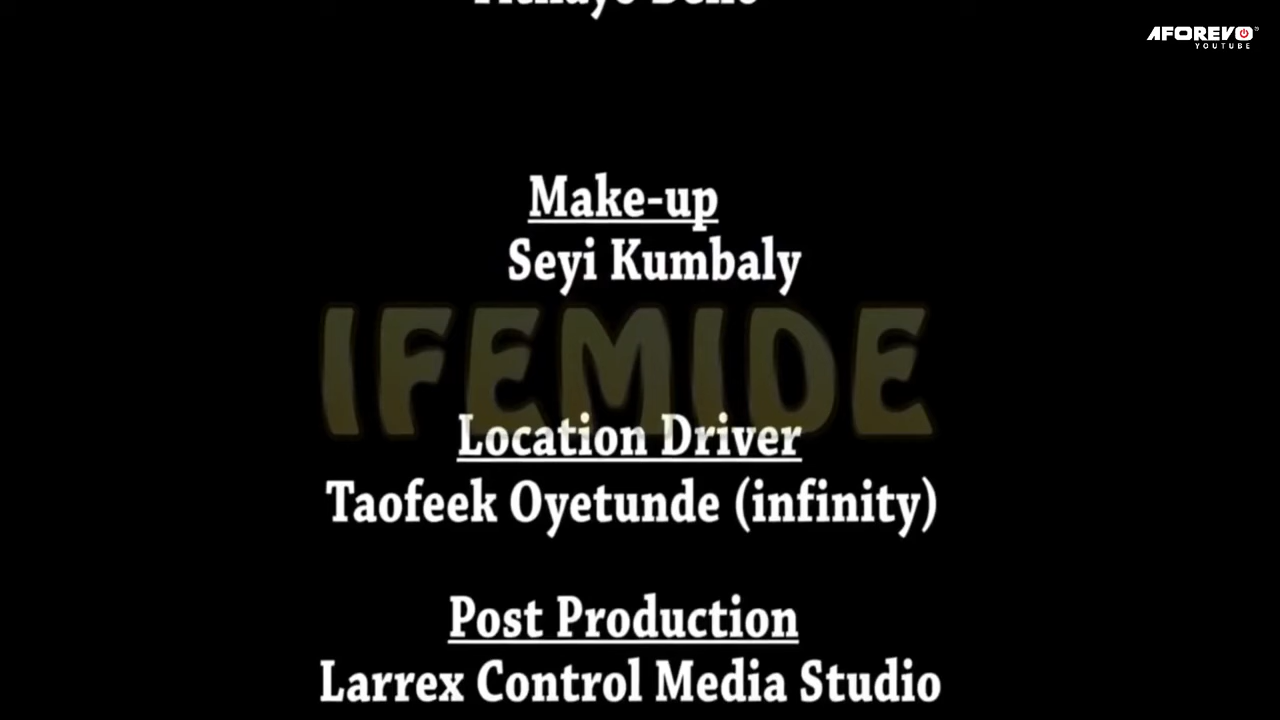 AFOREVO
YOUTUBE
Make-up
Seyi Kumbaly
IFEMIDE
Location Driver
Taofeek Oyetunde (infinity)
Post Production
Larrex Control Media Studio